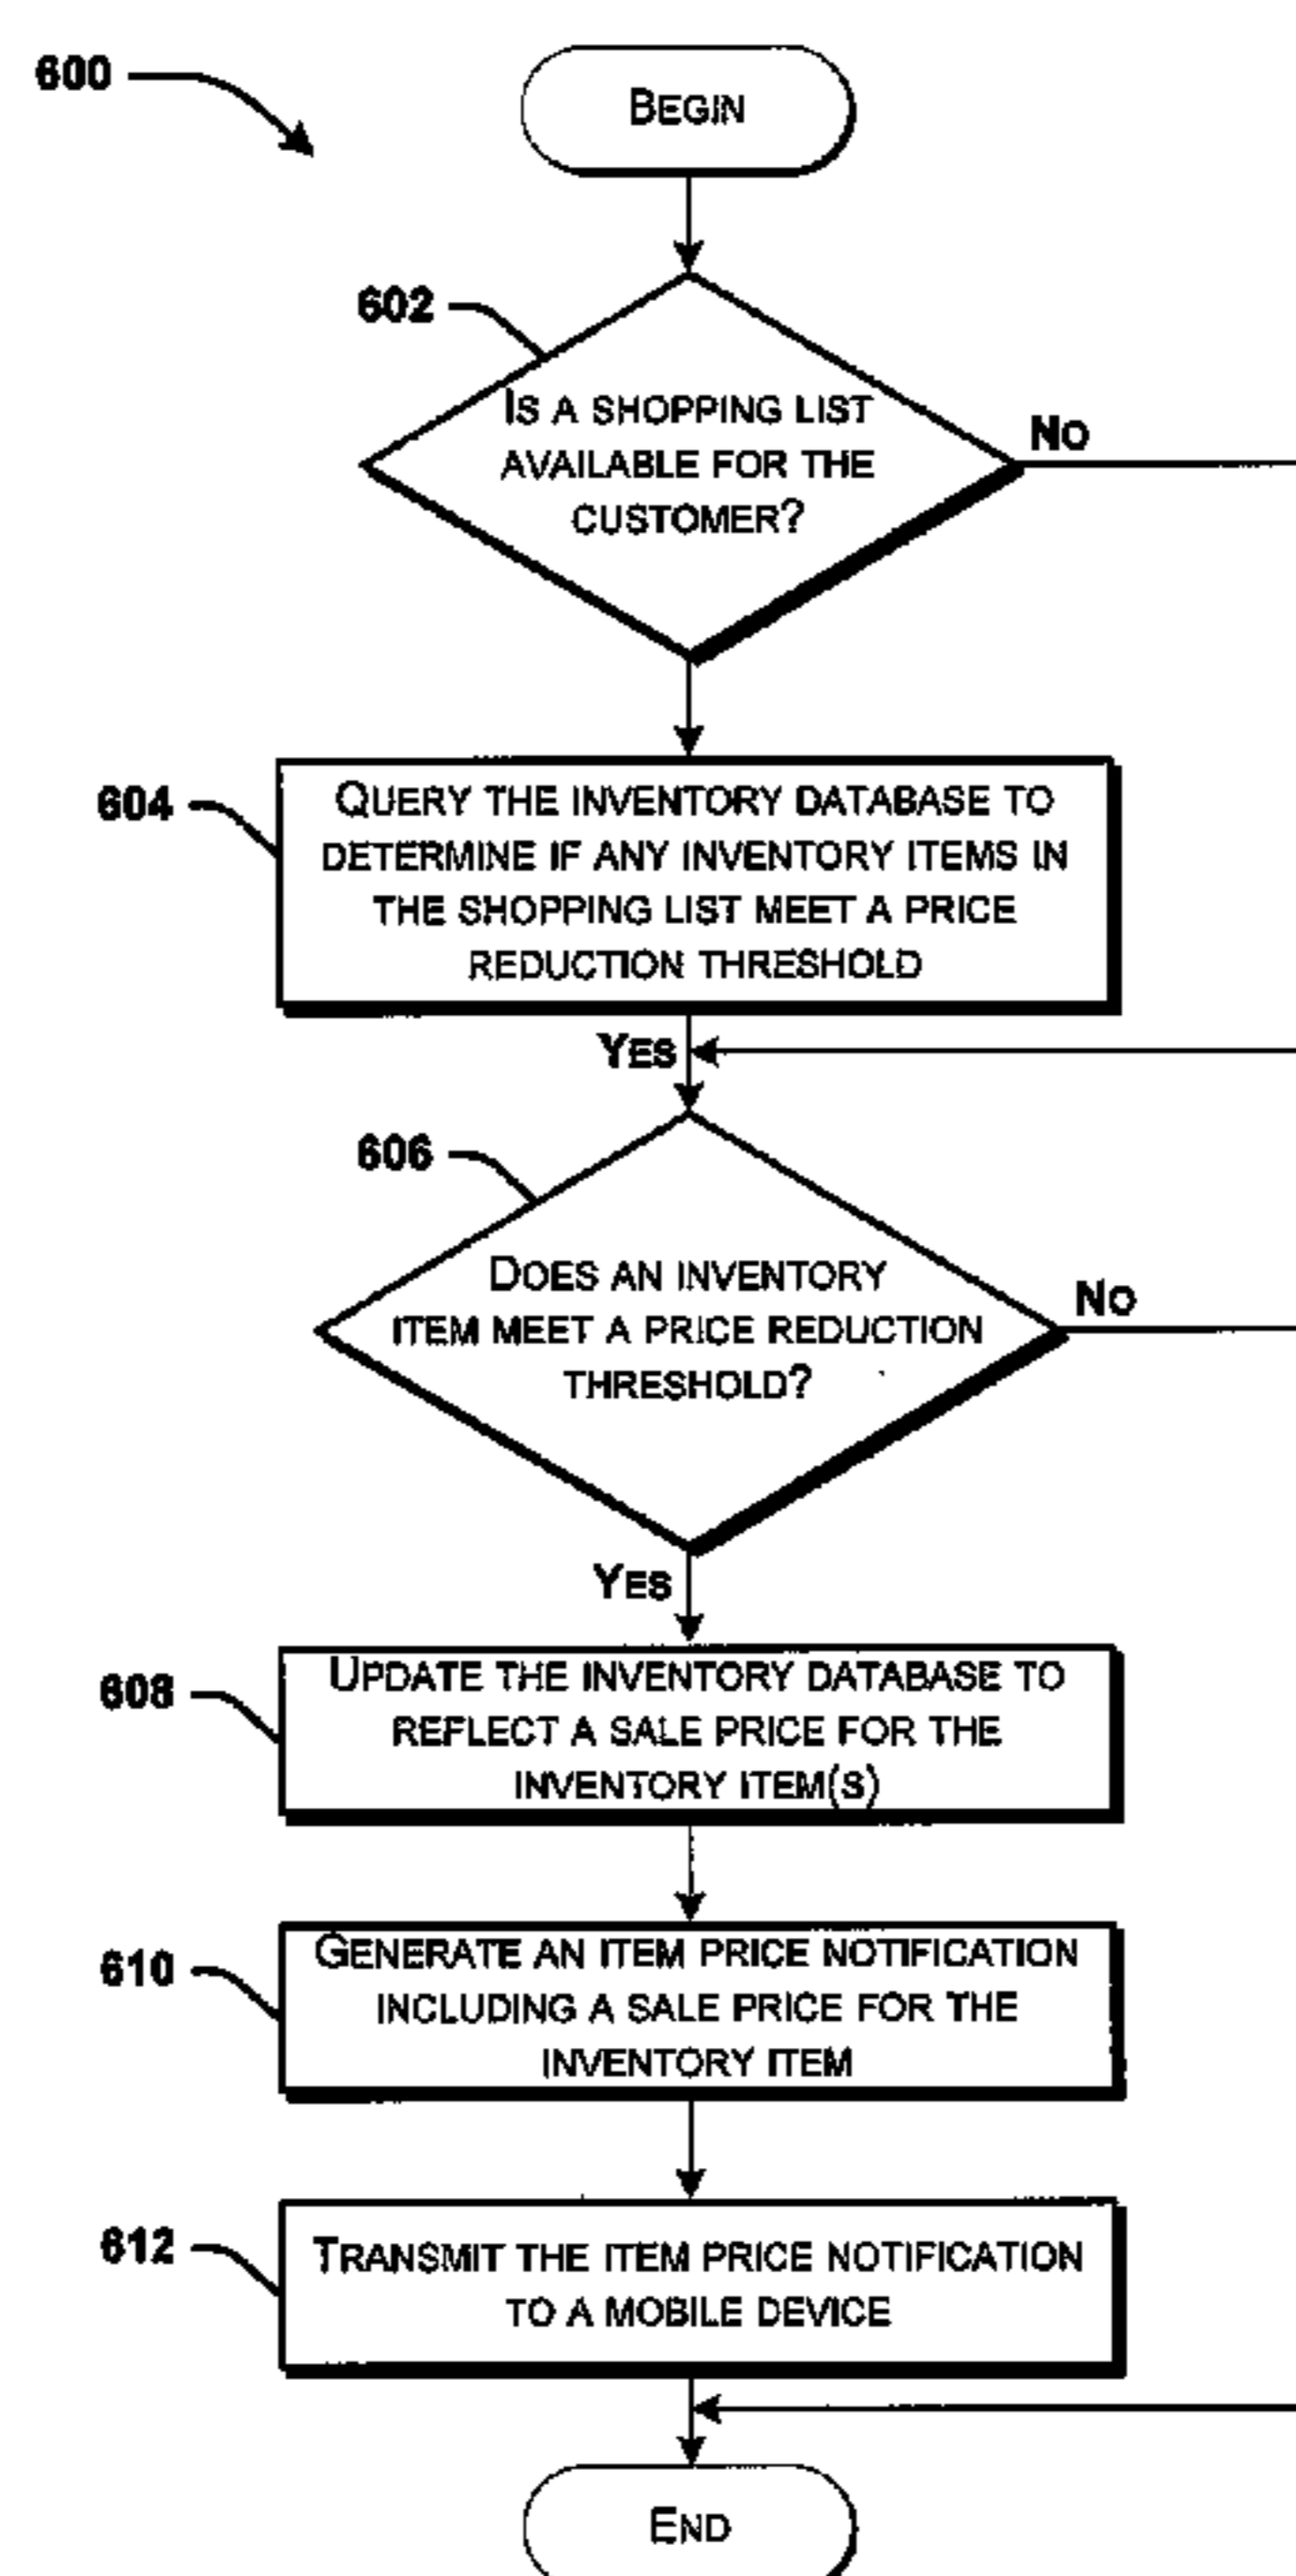 600
BEGIN
602
IS A SHOPPING LIST
AVAILABLE FOR THE
CUSTOMER?
NO
604
QUERY THE INVENTORY DATABASE TO
DETERMINE IF ANY INVENTORY ITEMS IN
THE SHOPPING LIST MEET A PRICE
REDUCTION THRESHOLD
YES
606
DOES AN INVENTORY
ITEM MEET A PRICE REDUCTION
THRESHOLD?
NO
YES
608
UPDATE THE INVENTORY DATABASE TO
REFLECT A SALE PRICE FOR THE
INVENTORY ITEM(S)
610
GENERATE AN ITEM PRICE NOTIFICATION
INCLUDING A SALE PRICE FOR THE
INVENTORY ITEM
612
TRANSMIT THE ITEM PRICE NOTIFICATION
TO A MOBILE DEVICE
END